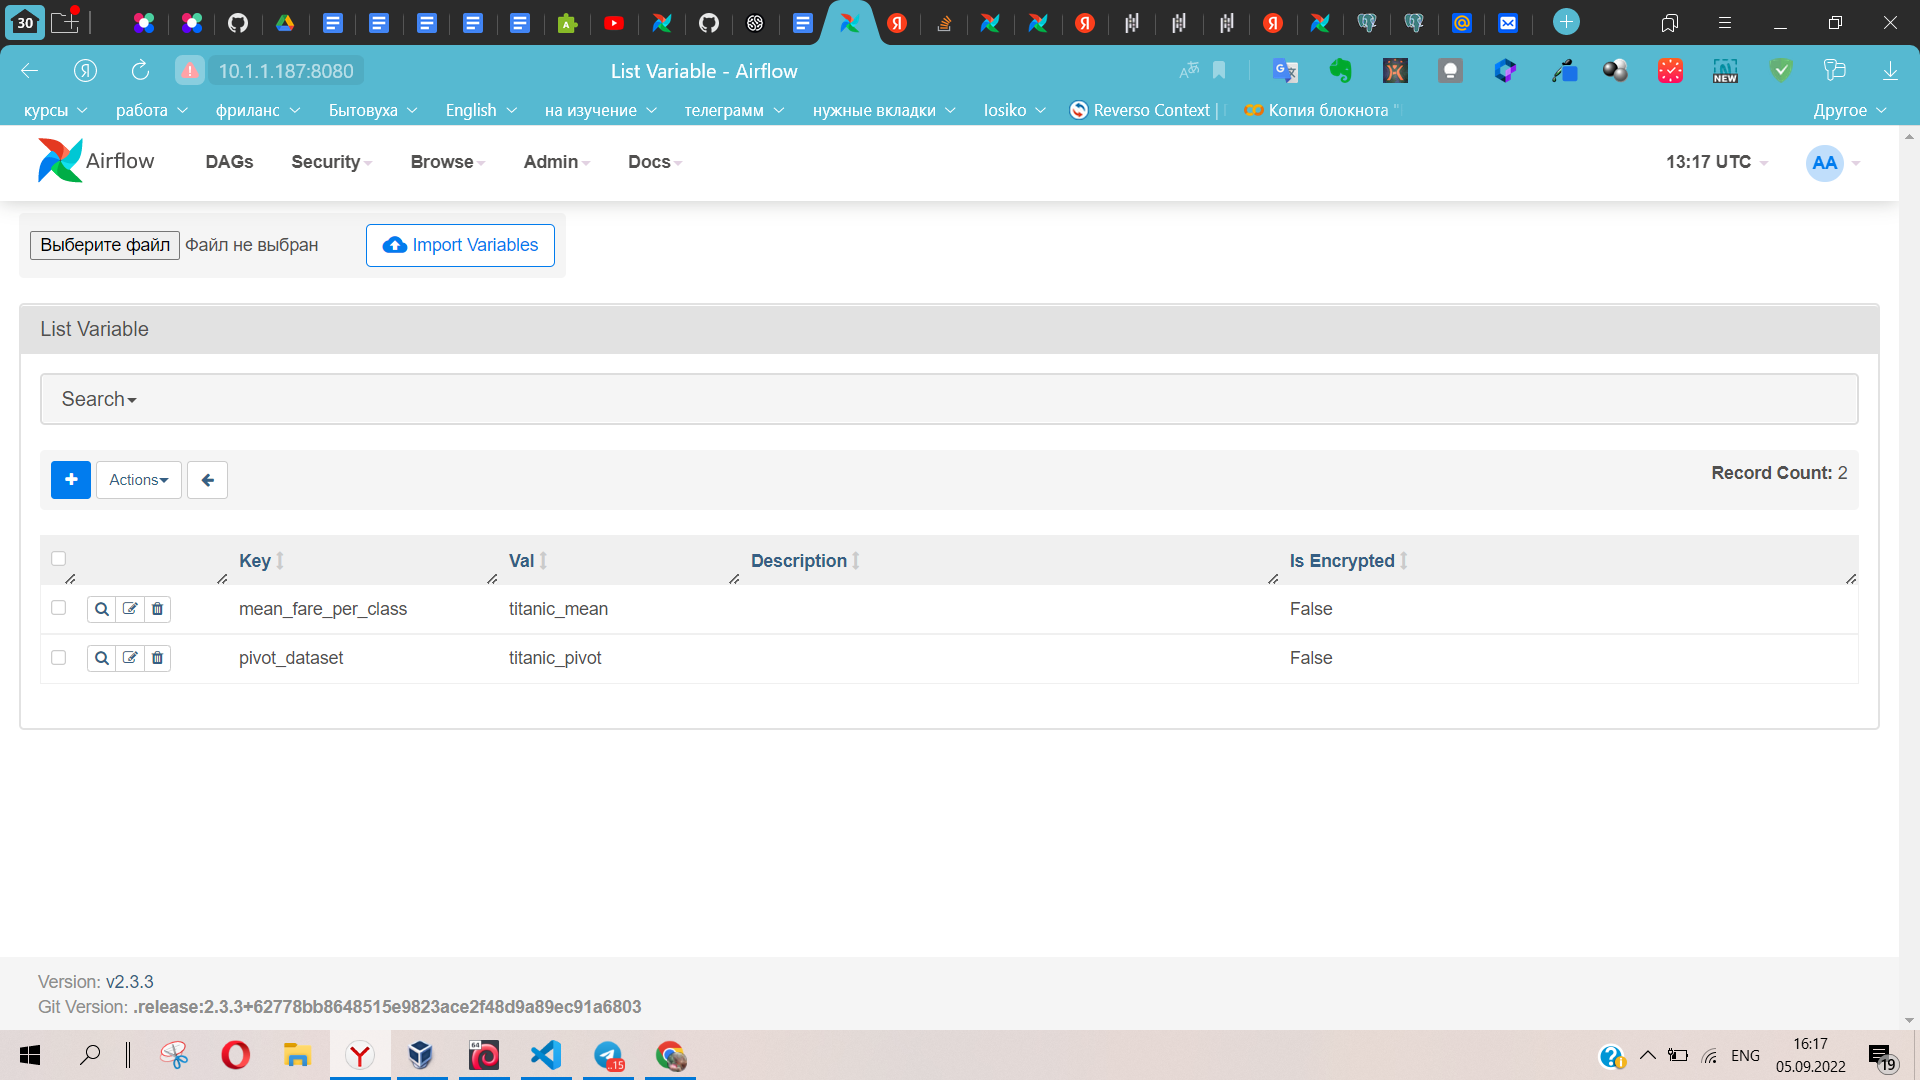 30
10.1.1.187:8080
List Variable - Airflow
NEW
курсы
работа
фриланс
Бытовуха
English
на изучение
телеграмм
нужные вкладки
Iosiko
Reverso Context |
Копия блокнота "
Другое
Airflow
DAGs
Security
Browse
Admin
Docs
13:17 UTC
AA
Выберите файл
Файл не выбран
Import Variables
List Variable
Search
Actions
Record Count: 2
Key
Val
Description
Is Encrypted
mean_fare_per_class
titanic_mean
False
pivot_dataset
titanic_pivot
False
Version: v2.3.3
Git Version: .release:2.3.3+62778bb8648515e9823ace2f48d9a89ec91a6803
64
..15
ENG
16:17
05.09.2022
19